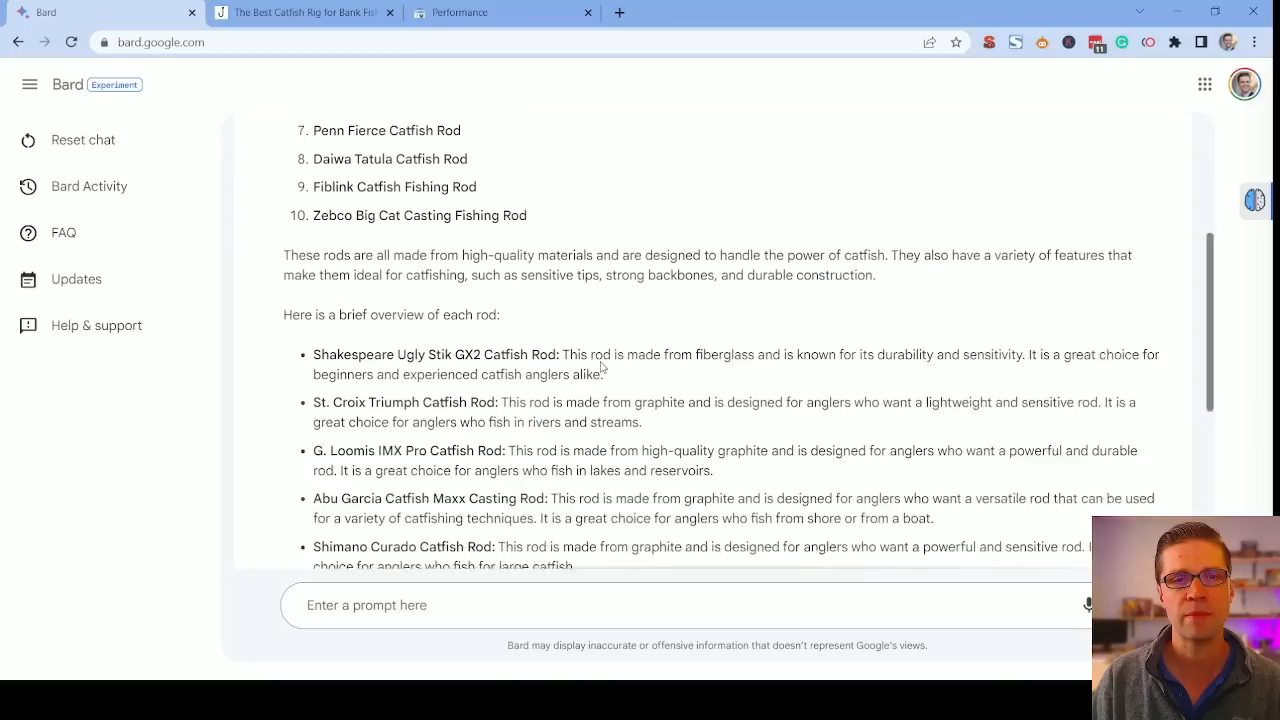 Bard
The Best Catfish Rig for Bank Fis
Performance
bard.google.com
11
Bard
Experiment
Reset chat
Bard Activity
FAQ
Updates
Help & support
7. Penn Fierce Catfish Rod
8. Daiwa Tatula Catfish Rod
9. Fiblink Catfish Fishing Rod
10. Zebco Big Cat Casting Fishing Rod
These rods are all made from high-quality materials and are designed to handle the power of catfish. They also have a variety of features that
make them ideal for catfishing, such as sensitive tips, strong backbones, and durable construction.
Here is a brief overview of each rod:
• Shakespeare Ugly Stik GX2 Catfish Rod: This rod is made from fiberglass and is known for its durability and sensitivity. It is a great choice for
beginners and experienced catfish anglers alike.
• St. Croix Triumph Catfish Rod: This rod is made from graphite and is designed for anglers who want a lightweight and sensitive rod. It is a
great choice for anglers who fish in rivers and streams.
• G. Loomis IMX Pro Catfish Rod: This rod is made from high-quality graphite and is designed for anglers who want a powerful and durable
rod. It is a great choice for anglers who fish in lakes and reservoirs.
• Abu Garcia Catfish Maxx Casting Rod: This rod is made from graphite and is designed for anglers who want a versatile rod that can be used
for a variety of catfishing techniques. It is a great choice for anglers who fish from shore or from a boat.
• Shimano Curado Catfish Rod: This rod is made from graphite and is designed for anglers who want a powerful and sensitive rod. I
choice for anglers who fish for large catfish.
Enter a prompt here
Bard may display inaccurate or offensive information that doesn't represent Google's views.